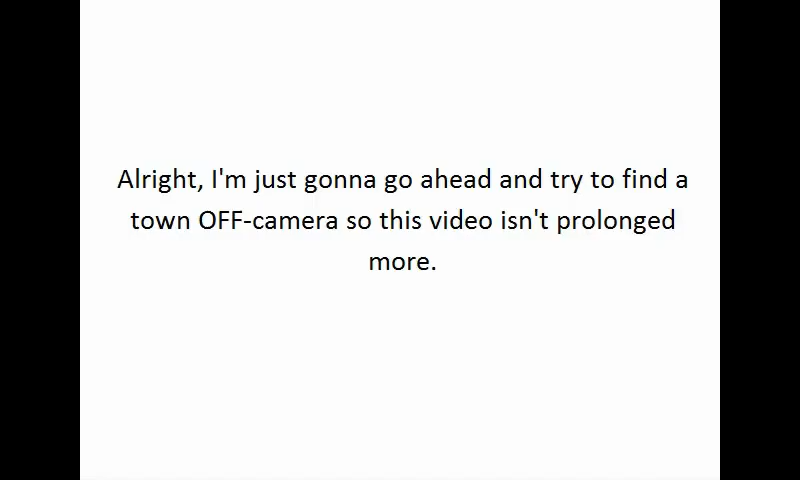 Alright, I'm just gonna go ahead and try to find a
town OFF-camera so this video isn't prolonged
more.